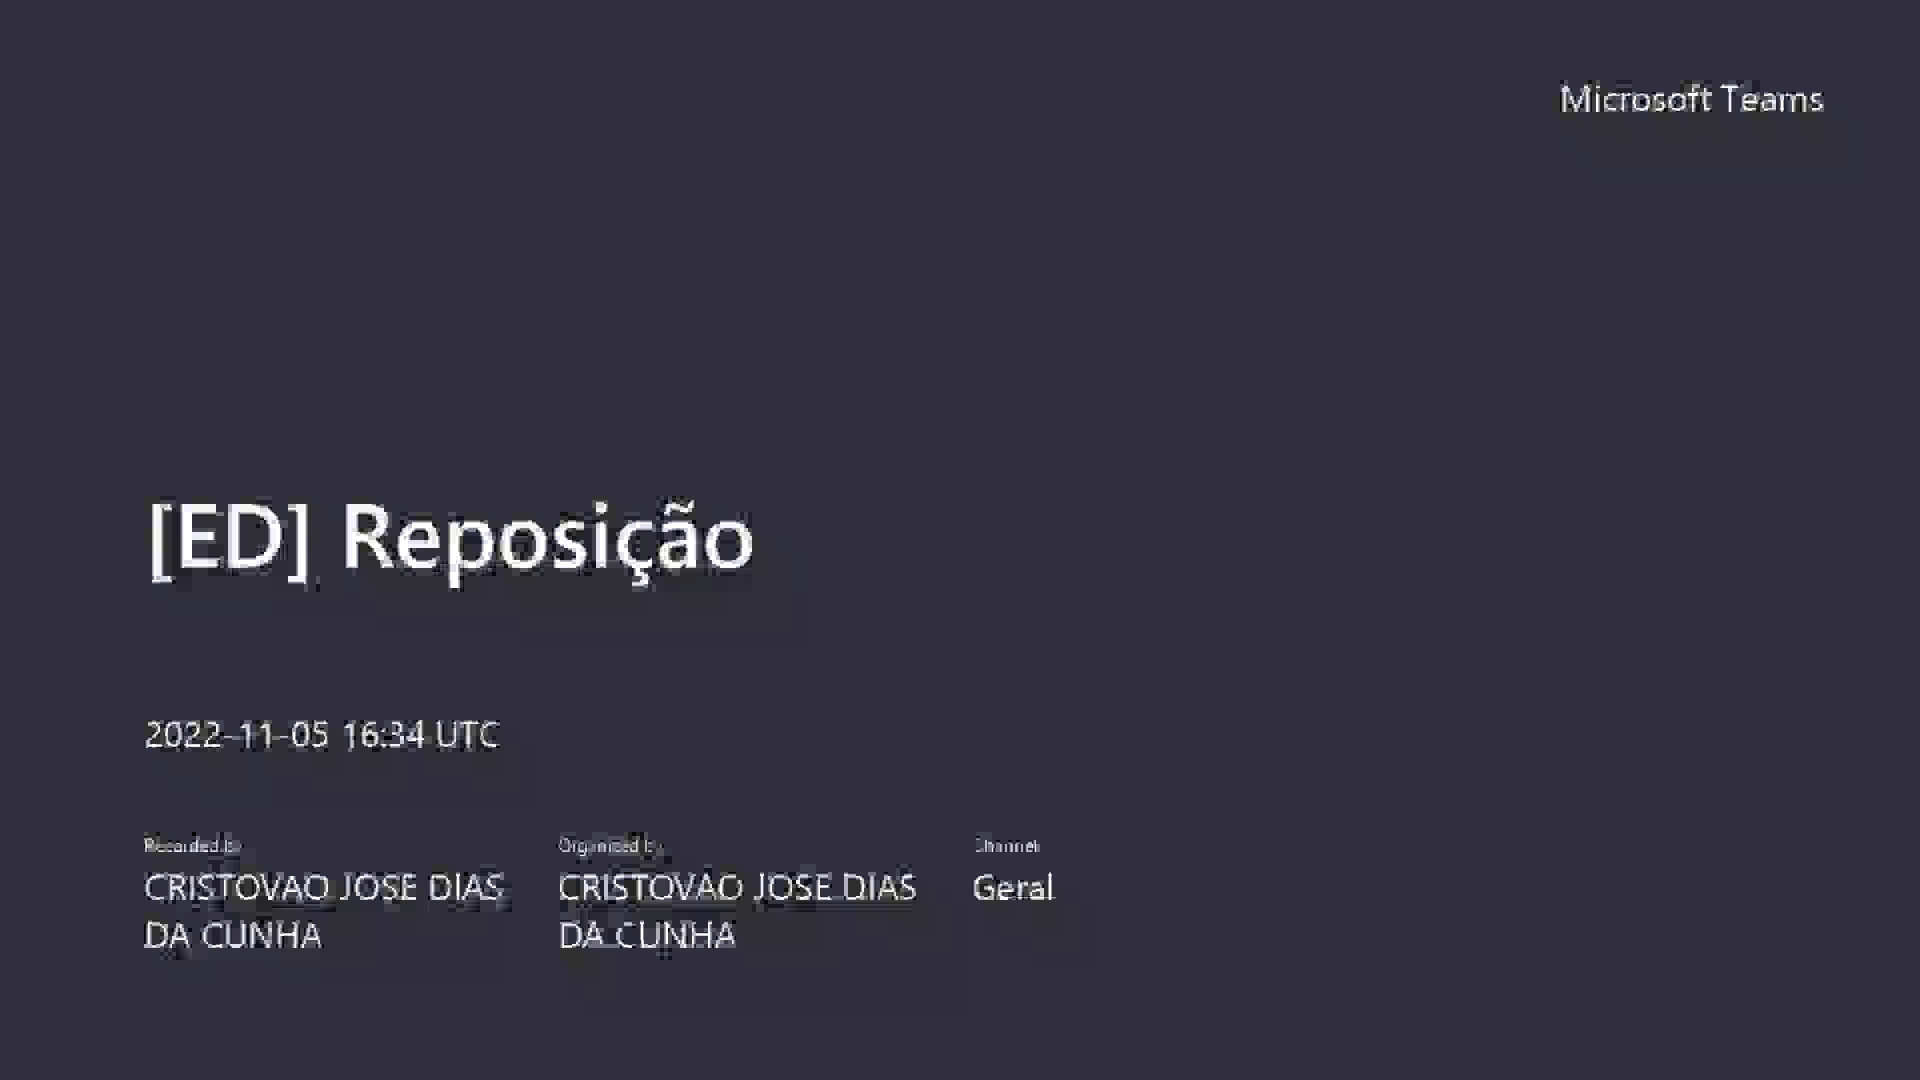 Microsoft Teams
[ED] Reposição
2022-11-05 16:34 UTC
Recorded by
Organized by
Channel
CRISTOVAO JOSE DIAS
DA CUNHA
CRISTOVAO JOSE DIAS
DA CUNHA
Geral